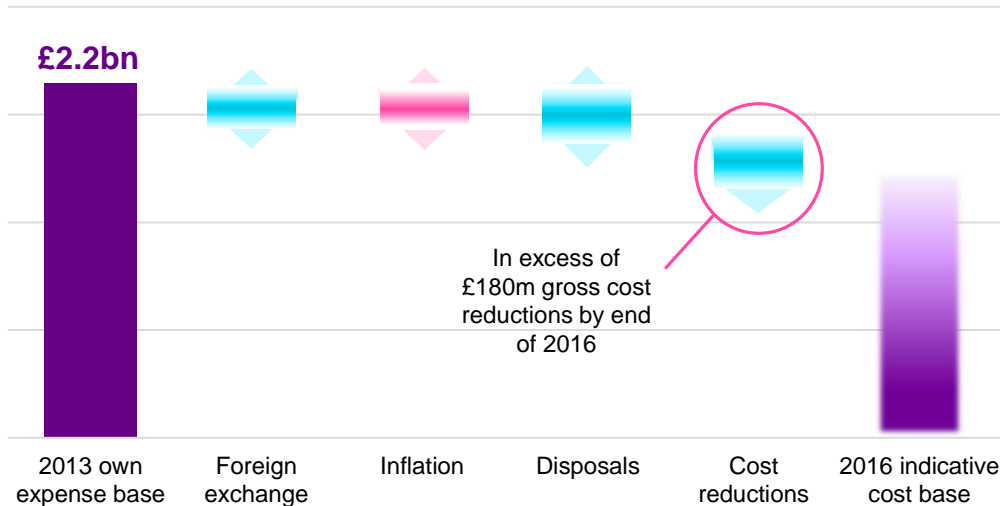 £2.2bn
In excess of
£180m gross cost
reductions by end
of 2016
2013 own
expense base
Foreign
exchange
Inflation
Disposals
Cost
reductions
2016 indicative
cost base